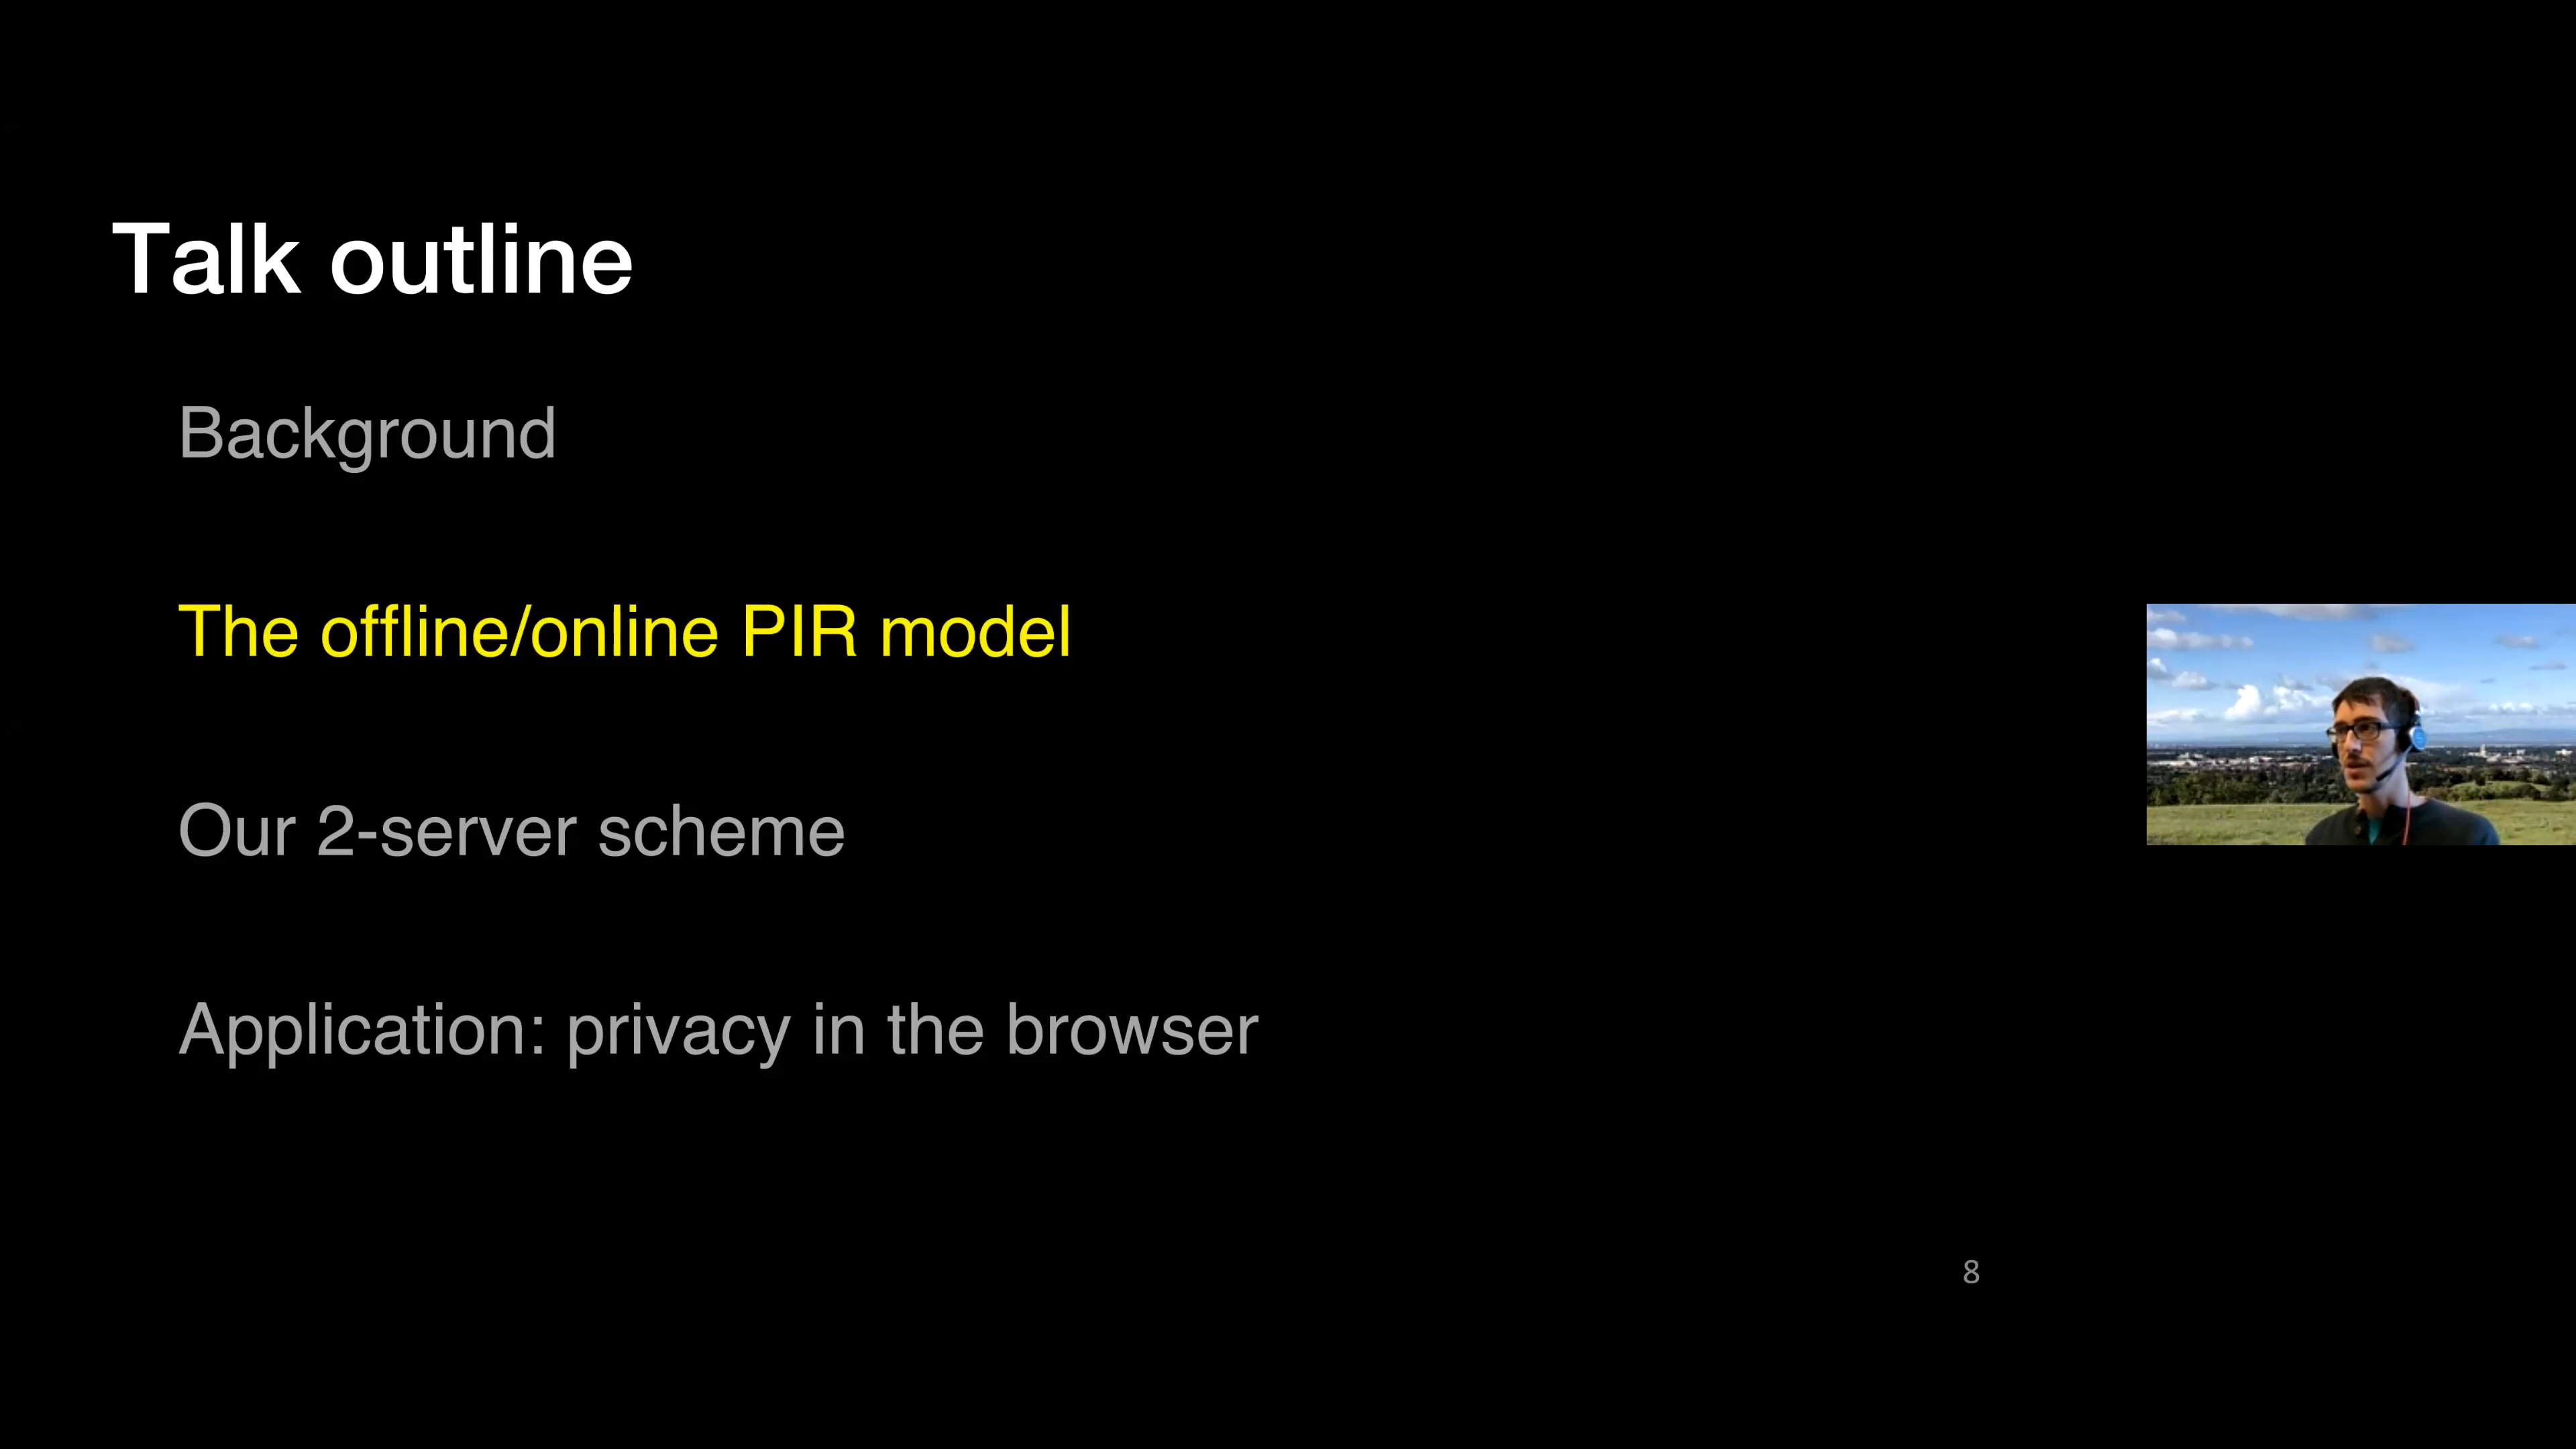 Talk outline
Background
The offline/online PIR model
Our 2-server scheme
Application: privacy in the browser
8